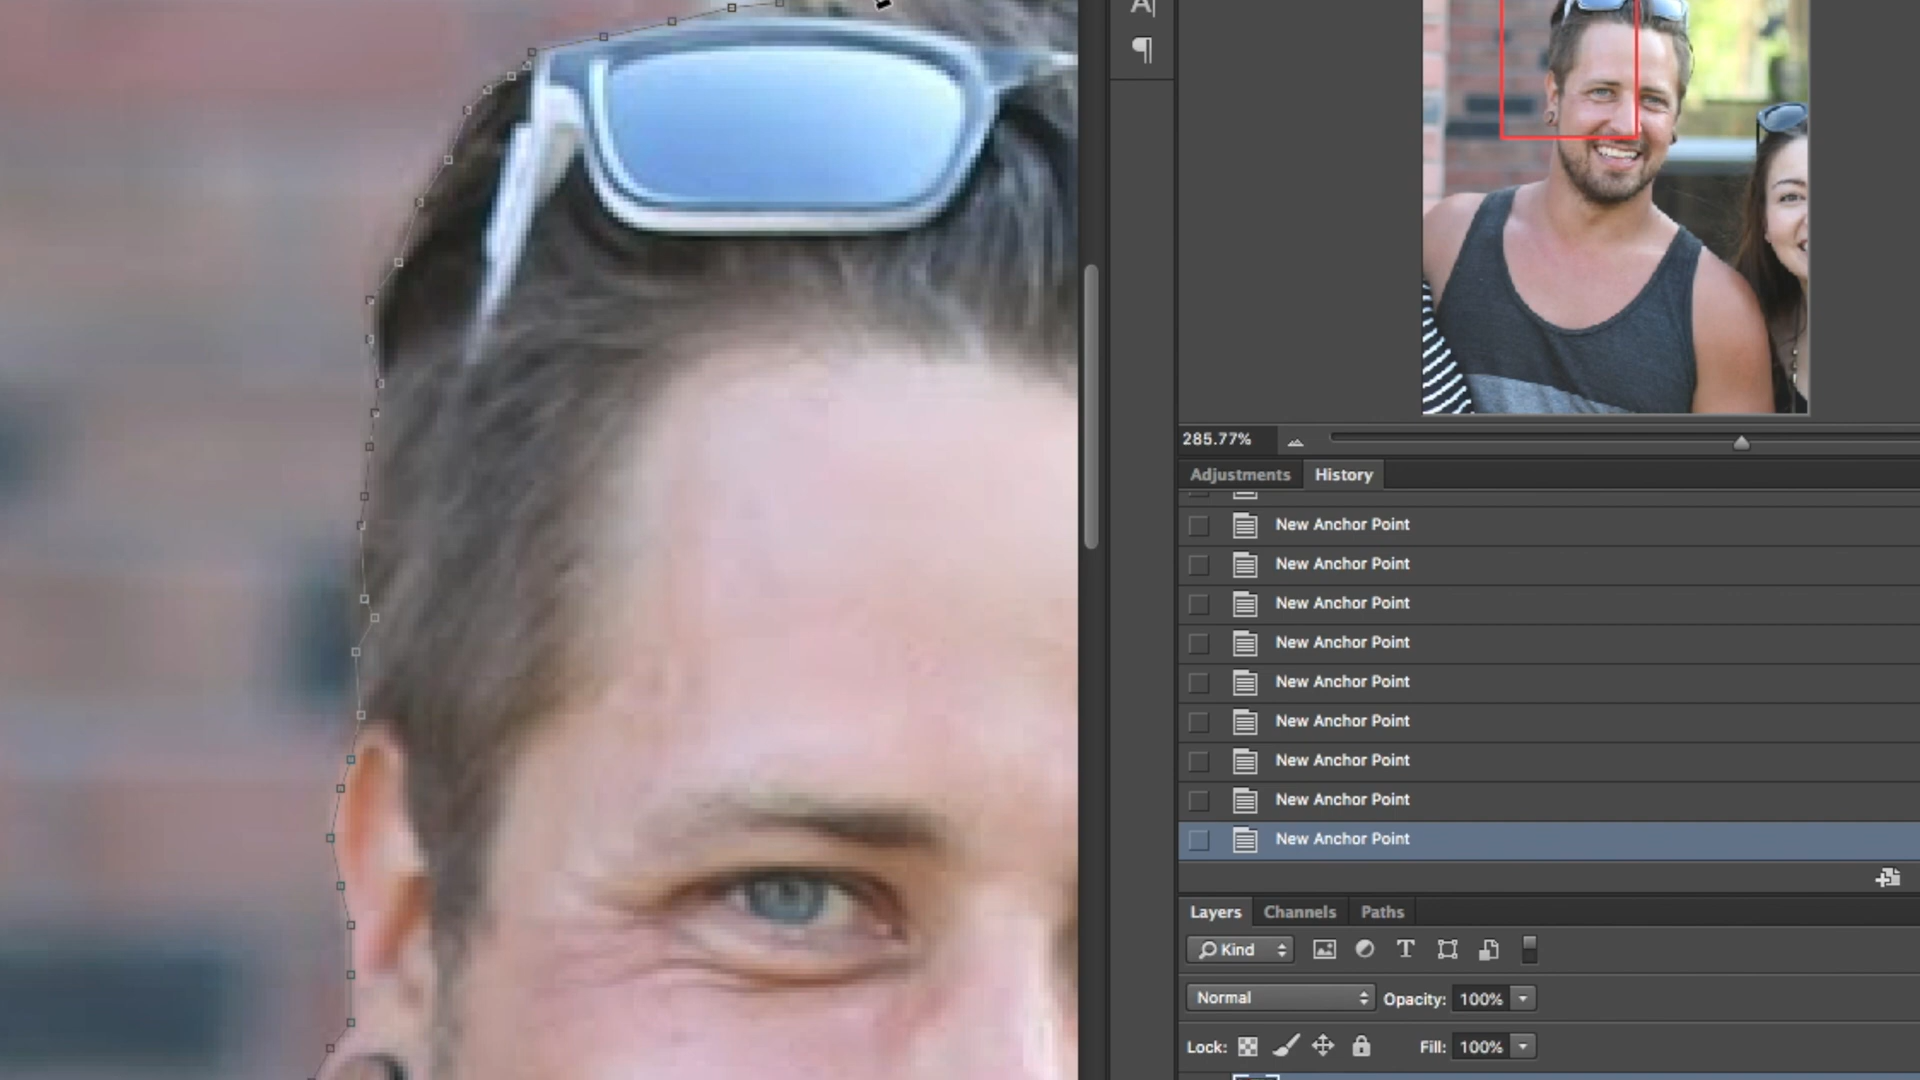 A|
¶
285.77%
Adjustments History
New Anchor Point
New Anchor Point
New Anchor Point
New Anchor Point
New Anchor Point
New Anchor Point
New Anchor Point
New Anchor Point
New Anchor Point
Layers Channels Paths
Kind T
Normal Opacity: 100%
Lock: Fill: 100%